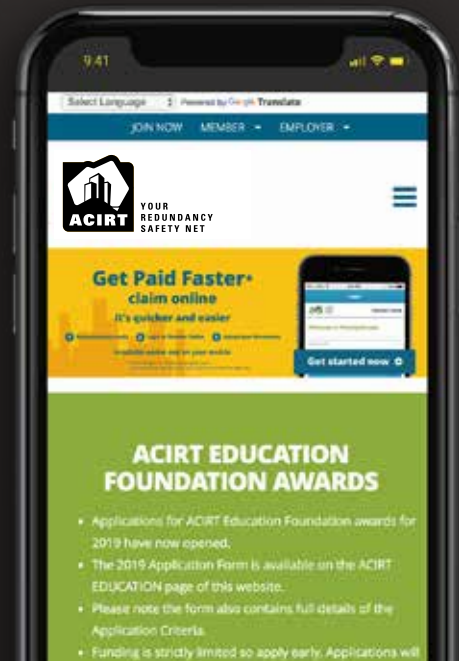 9:41
Select Language Powered by Google Translate
JOIN NOW MEMBER EMPLOYER
ACIRT
YOUR
REDUNDANCY
SAFETY NET
Get Paid Faster*
claim online
It's quicker and easier
Get started now
ACIRT EDUCATION
FOUNDATION AWARDS
• Applications for ACIRT Education Foundation awards for
2019 have now opened.
• The 2019 Application Form is available on the ACIRT
EDUCATION page of this website.
• Please note the form also contains full details of the
Application Criteria.
• Funding is strictly limited so apply early. Applications will